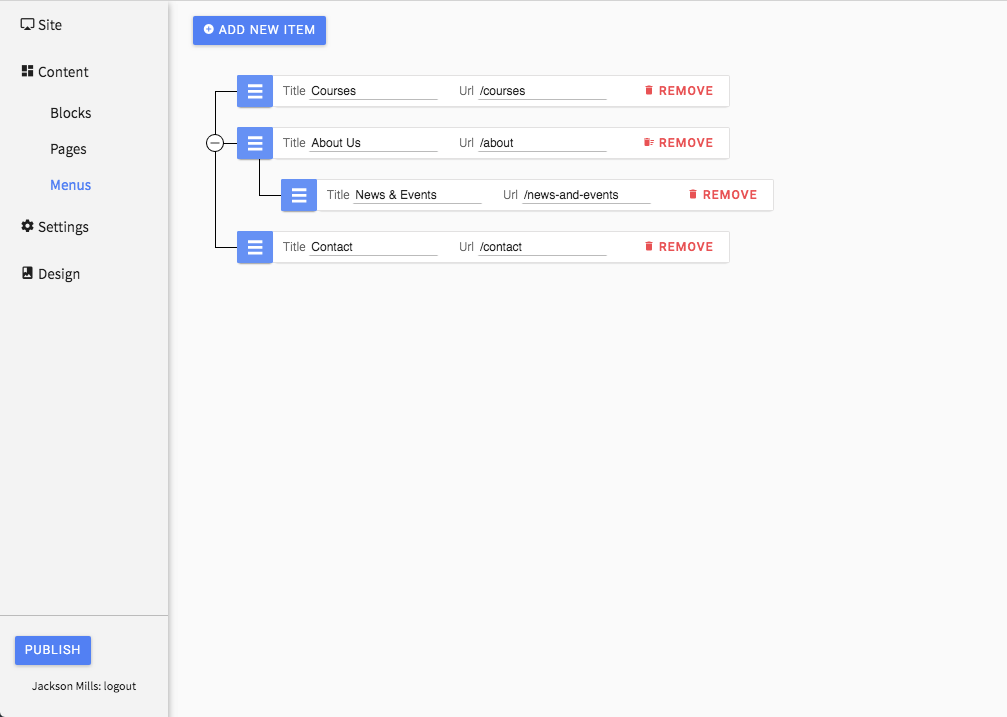 Site
Content
Blocks
Pages
Menus
Settings
Design
PUBLISH
Jackson Mills: logout
ADD NEW ITEM
Title Courses Url /courses REMOVE
Title About Us Url /about REMOVE
Title News & Events Url /news-and-events REMOVE
Title Contact Url /contact REMOVE